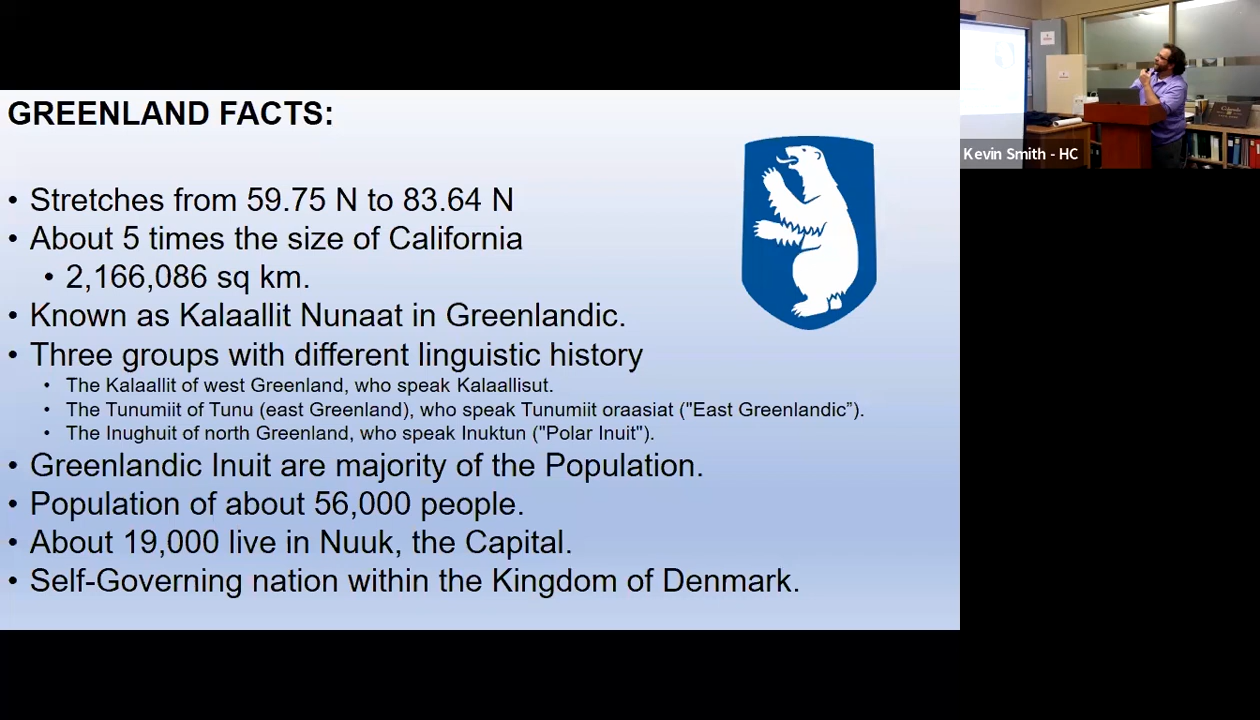 GREENLAND FACTS:
• Stretches from 59.75 N to 83.64 N
• About 5 times the size of California
• 2,166,086 sq km.
• Known as Kalaallit Nunaat in Greenlandic.
• Three groups with different linguistic history
• The Kalaallit of west Greenland, who speak Kalaallisut.
• The Tunumiit of Tunu (east Greenland), who speak Tunumiit oraasiat ("East Greenlandic”).
• The Inughuit of north Greenland, who speak Inuktun ("Polar Inuit").
• Greenlandic Inuit are majority of the Population.
• Population of about 56,000 people.
• About 19,000 live in Nuuk, the Capital.
• Self-Governing nation within the Kingdom of Denmark.
Kevin Smith - HC